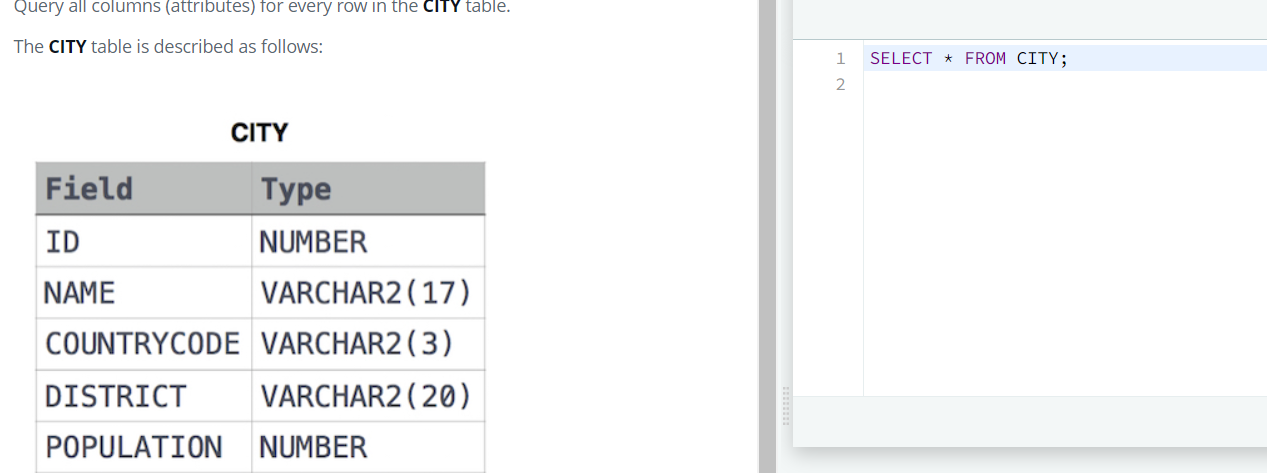 Query all columns (attributes) for every row in the CITY table.
The CITY table is described as follows:
CITY
Field Type
ID NUMBER
NAME VARCHAR2(17)
COUNTRYCODE VARCHAR2(3)
DISTRICT VARCHAR2(20)
POPULATION NUMBER
1 SELECT * FROM CITY;
2